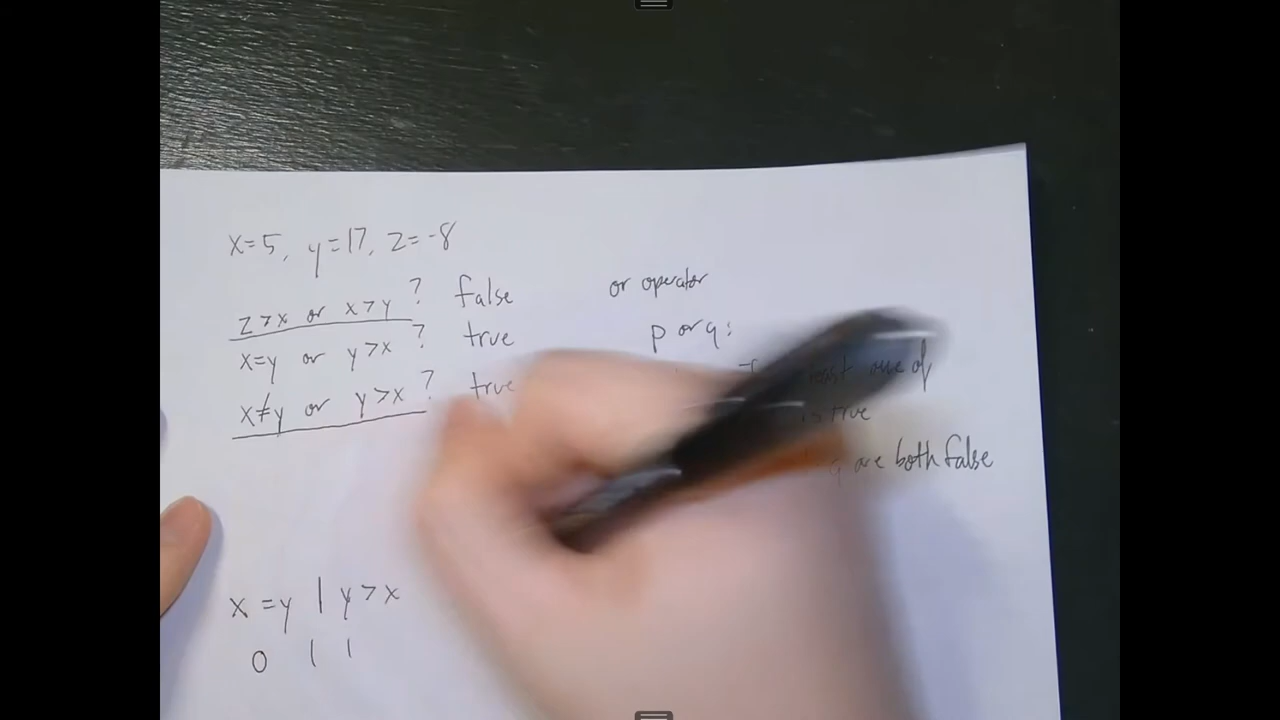 x=5, y=17, z=-8
z>x or x>y ? false
x=y or y>x ? true
x≠y or y>x ? true
or operator
p or q:
least one of
is true
q are both false
x=y | y>x
0 | 1